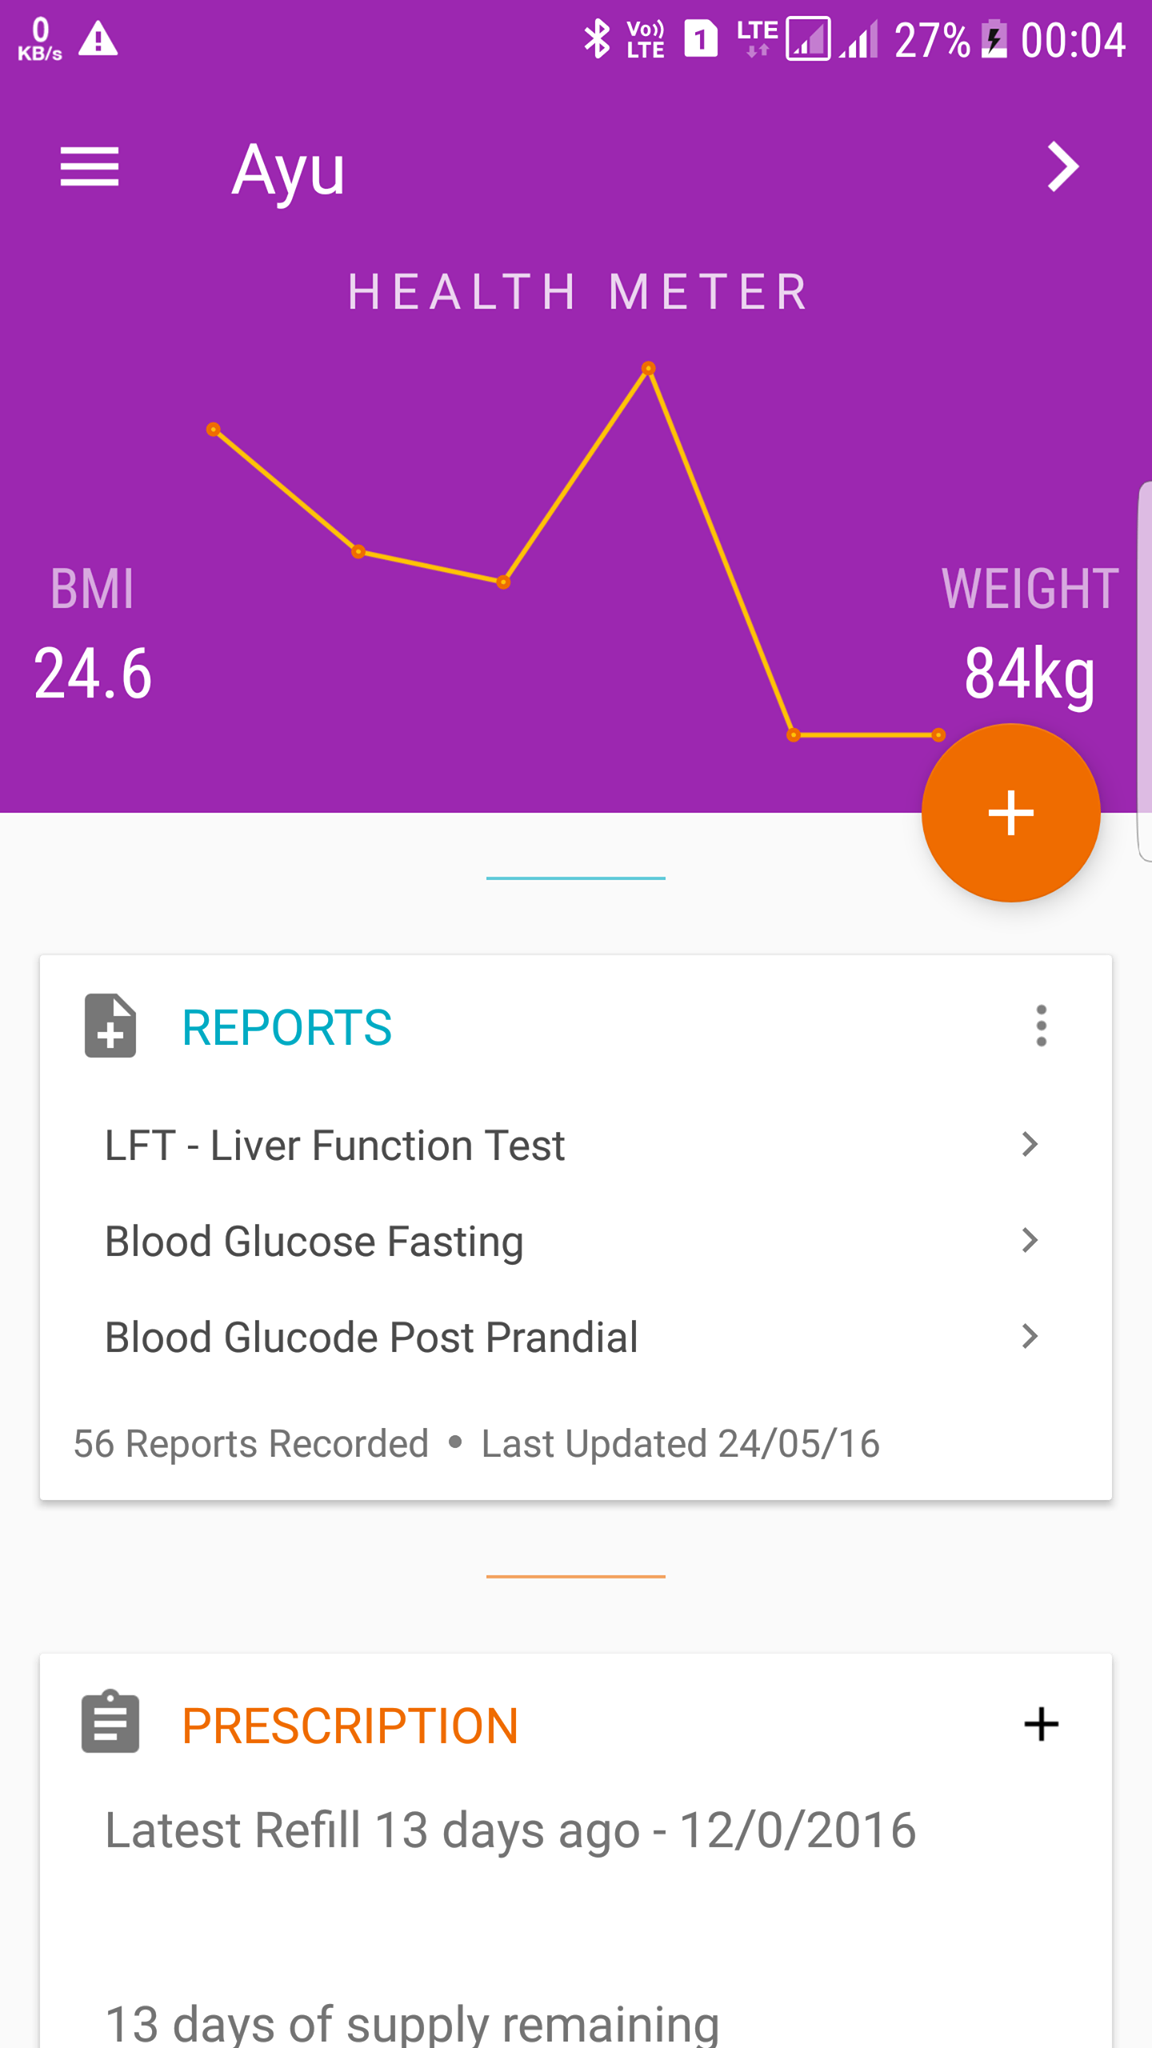 0
KB/s
Vo)) LTE 1 LTE 27% 00:04
Ayu
HEALTH METER
BMI
24.6
WEIGHT
84kg
REPORTS
LFT - Liver Function Test
Blood Glucose Fasting
Blood Glucode Post Prandial
56 Reports Recorded • Last Updated 24/05/16
PRESCRIPTION
Latest Refill 13 days ago - 12/0/2016
13 days of supply remaining